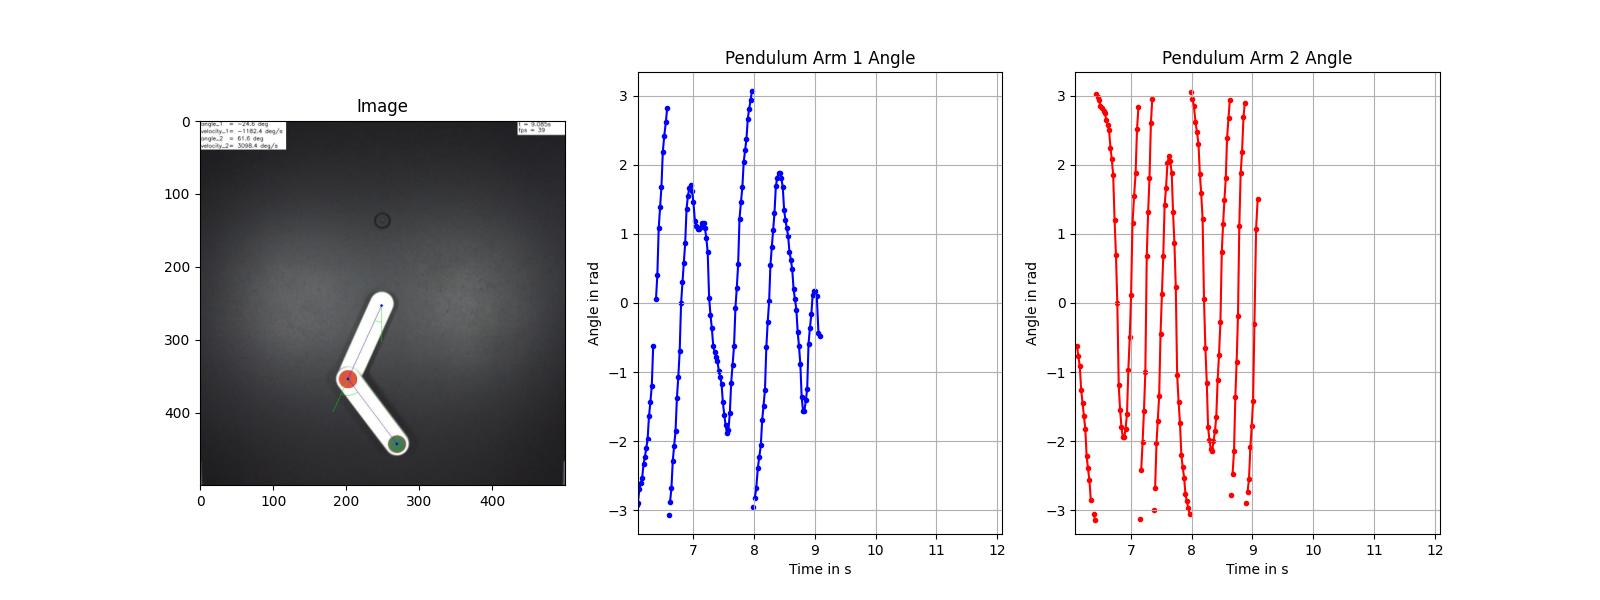 Image
angle_1 = -24.6 deg
velocity_1= -1182.4 deg/s
angle_2 = 61.6 deg
velocity_2= 3098.4 deg/s
t = 9.085s
fps = 39
0
100
200
300
400
0 100 200 300 400
Pendulum Arm 1 Angle
Angle in rad
3
2
1
0
−1
−2
−3
7 8 9 10 11 12
Time in s
Pendulum Arm 2 Angle
Angle in rad
3
2
1
0
−1
−2
−3
7 8 9 10 11 12
Time in s